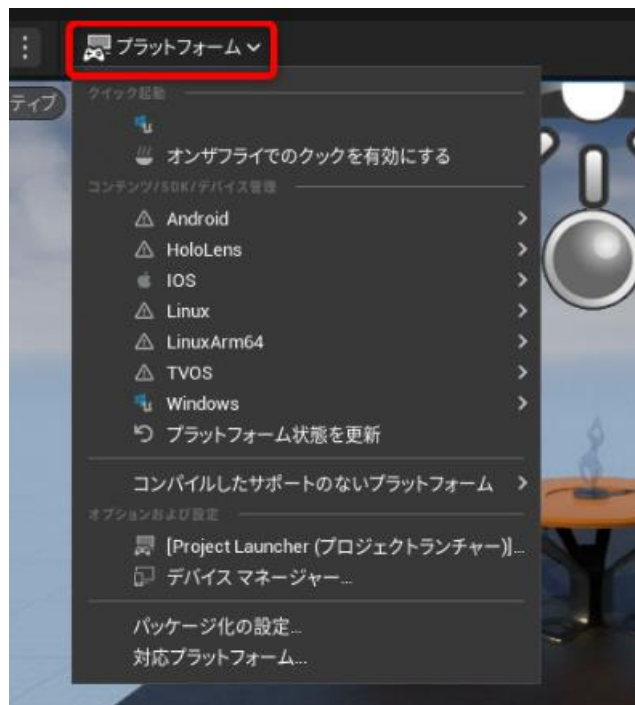 プラットフォーム
ティブ
クイック起動
オンザフライでのクックを有効にする
コンテンツ/SDK/デバイス管理
Android
HoloLens
IOS
Linux
LinuxArm64
TVOS
Windows
プラットフォーム状態を更新
コンパイルしたサポートのないプラットフォーム
オプションおよび設定
[Project Launcher (プロジェクトランチャー)]...
デバイス マネージャー...
パッケージ化の設定...
対応プラットフォーム...